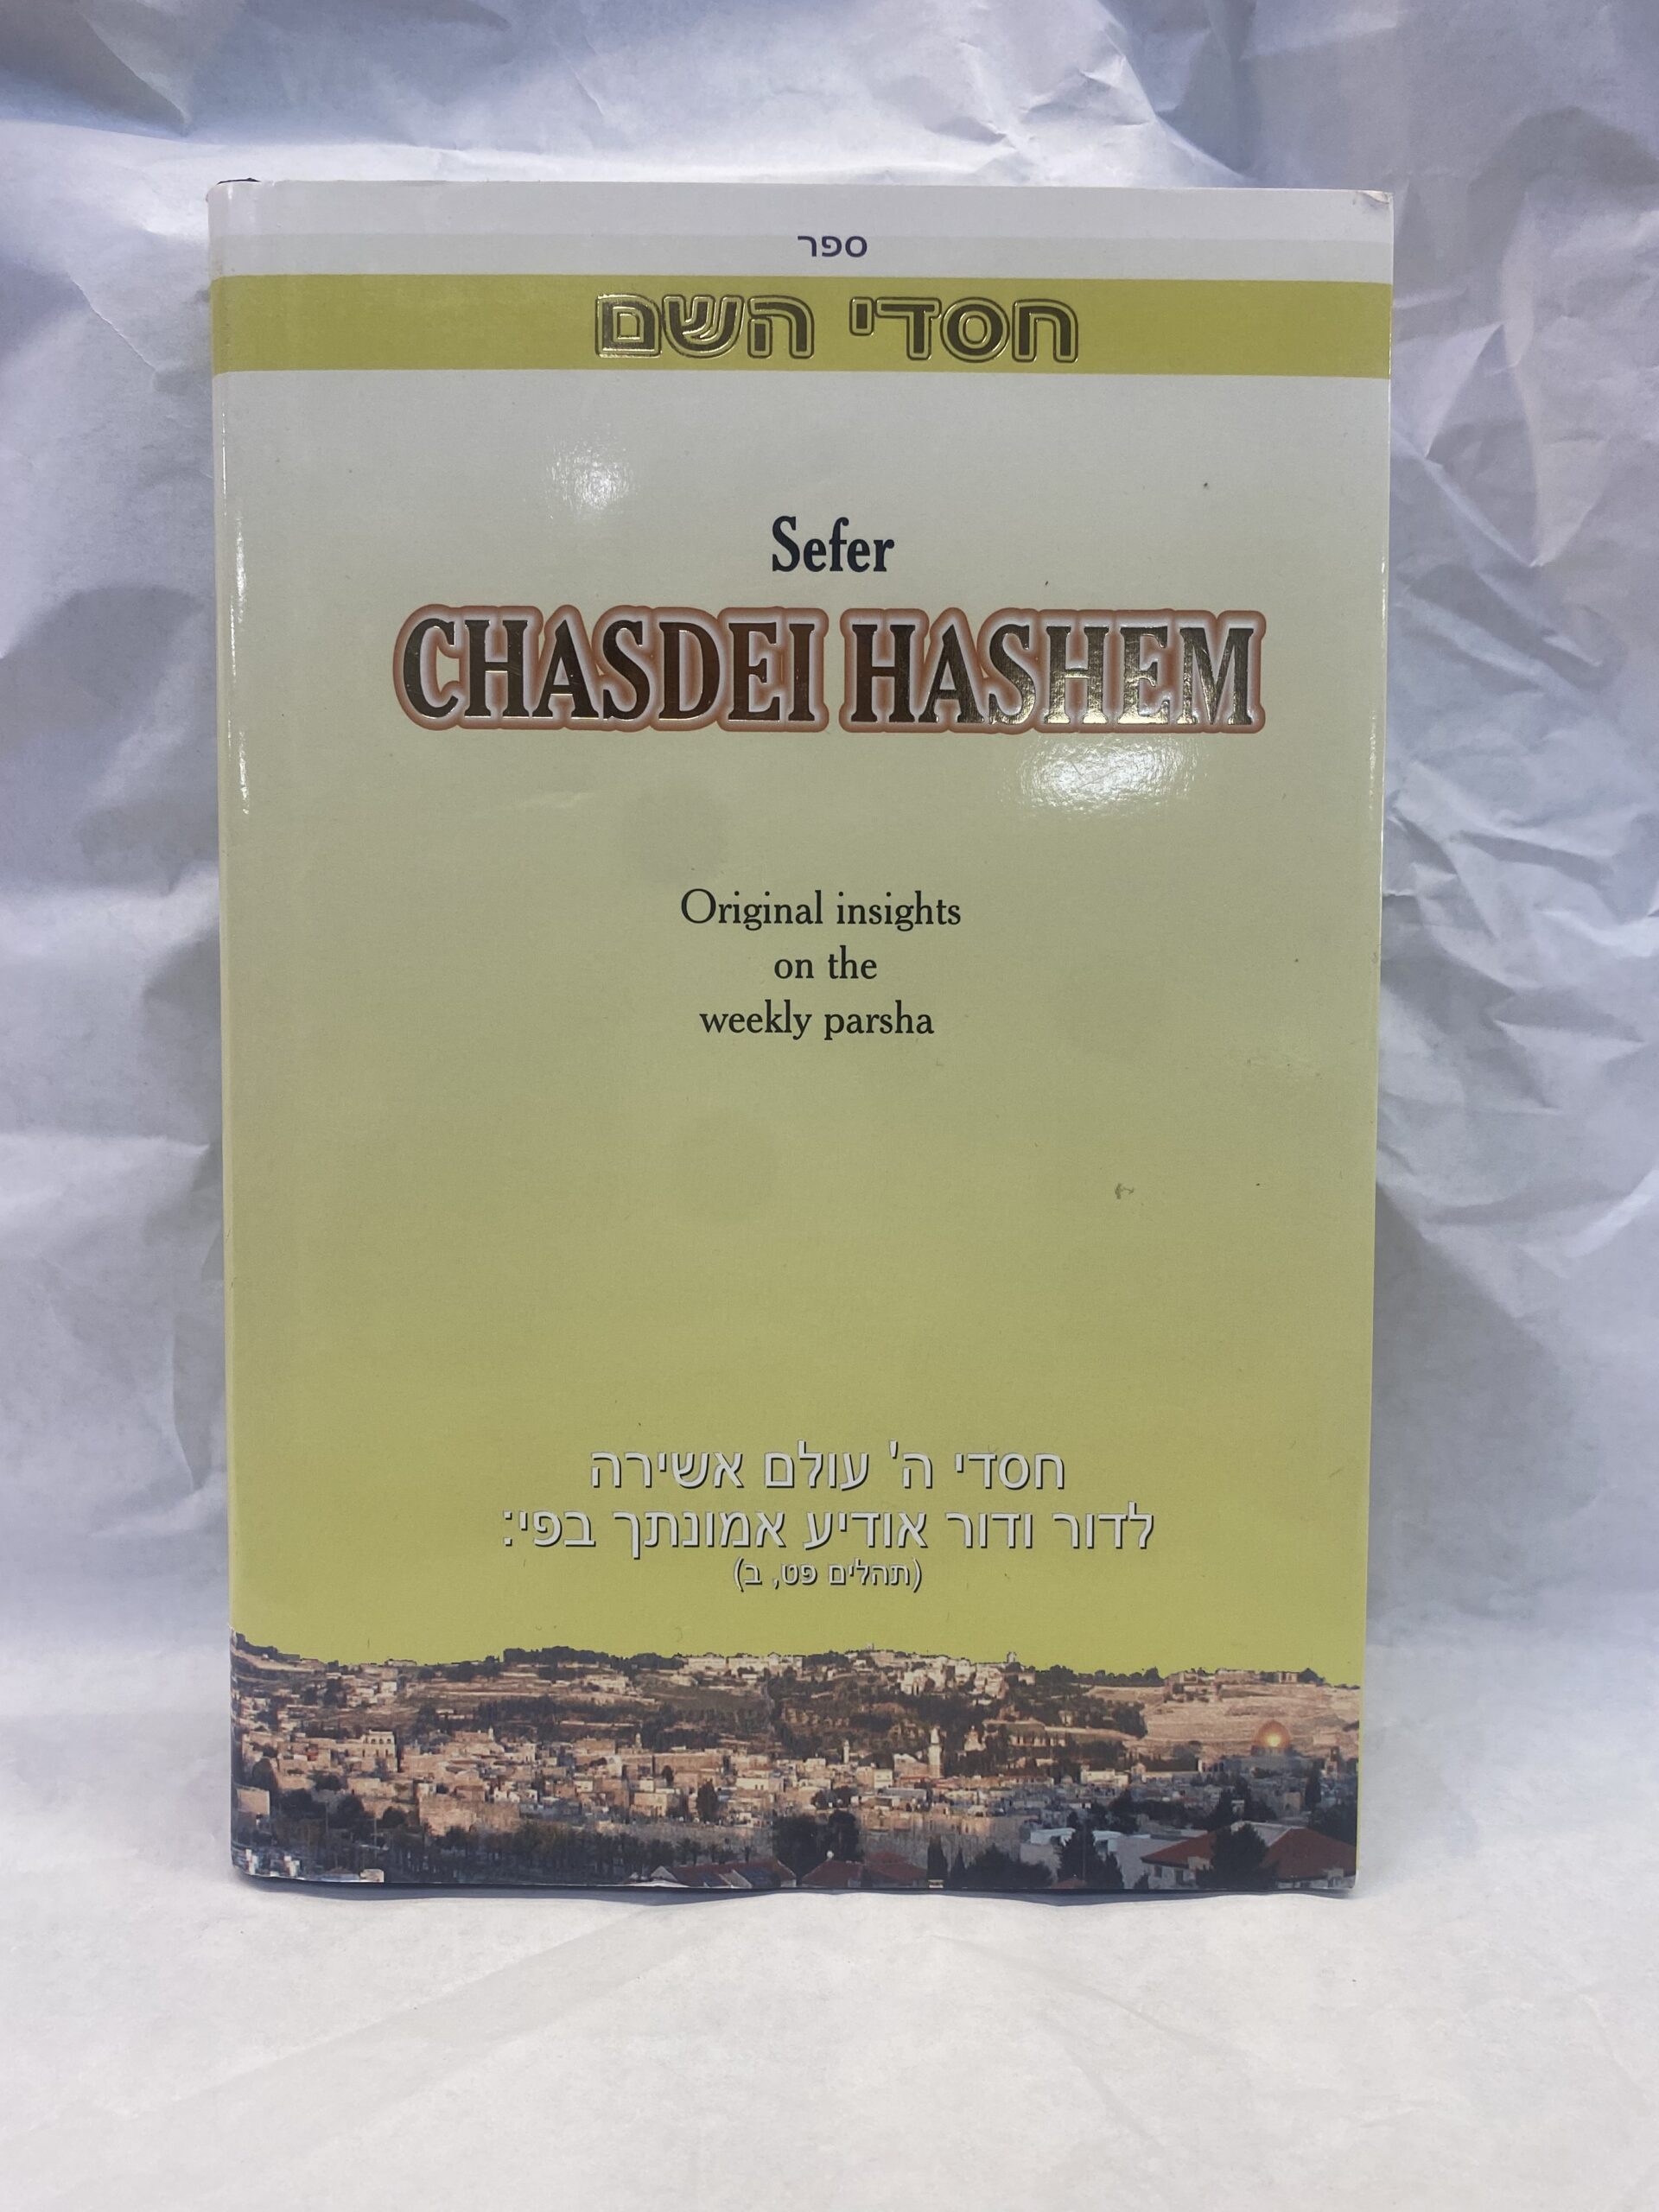 ספר
חסדי השם
Sefer
CHASDEI HASHEM
Original insights
on the
weekly parsha
חסדי ה' עולם אשירה
לדור ודור אודיע אמונתך בפי:
(תהלים פט, ב)